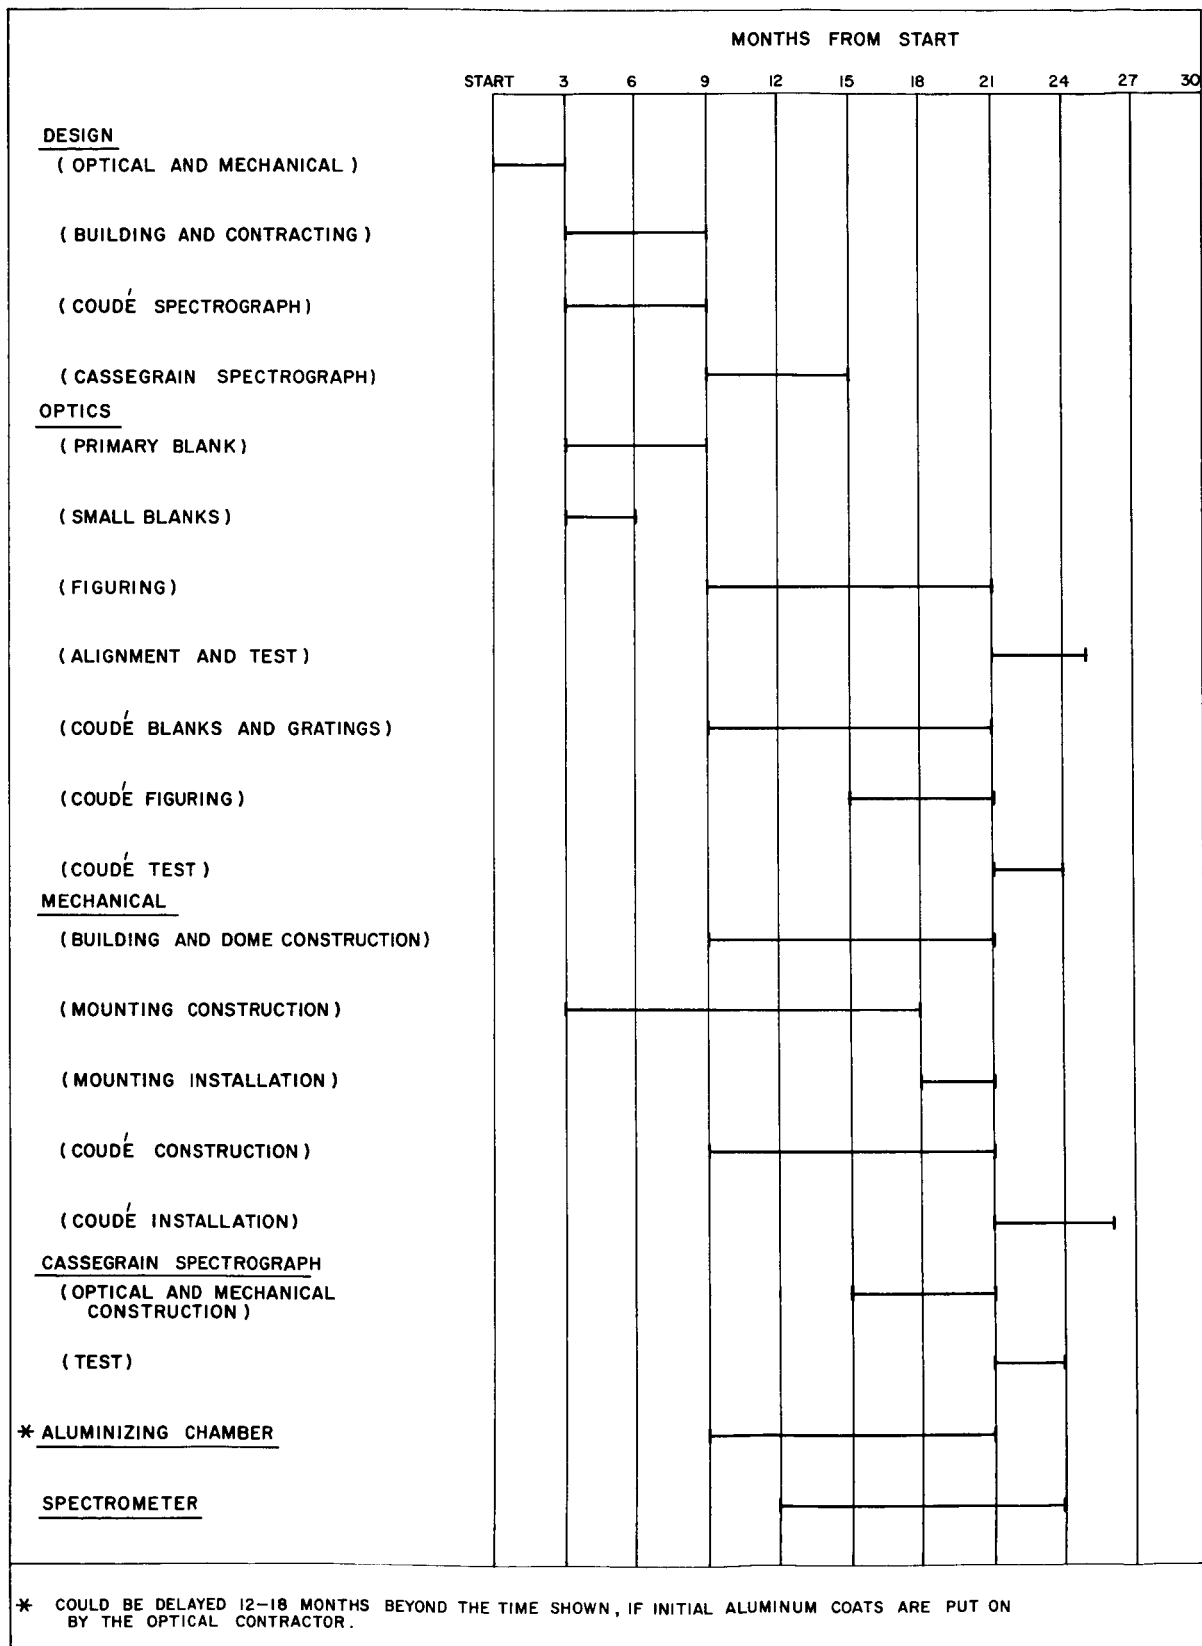 MONTHS FROM START
START 3 6 9 12 15 18 21 24 27 30
DESIGN
(OPTICAL AND MECHANICAL)
(BUILDING AND CONTRACTING)
(COUDÉ SPECTROGRAPH)
(CASSEGRAIN SPECTROGRAPH)
OPTICS
(PRIMARY BLANK)
(SMALL BLANKS)
(FIGURING)
(ALIGNMENT AND TEST)
(COUDÉ BLANKS AND GRATINGS)
(COUDÉ FIGURING)
(COUDÉ TEST)
MECHANICAL
(BUILDING AND DOME CONSTRUCTION)
(MOUNTING CONSTRUCTION)
(MOUNTING INSTALLATION)
(COUDÉ CONSTRUCTION)
(COUDÉ INSTALLATION)
CASSEGRAIN SPECTROGRAPH
(OPTICAL AND MECHANICAL
CONSTRUCTION)
(TEST)
* ALUMINIZING CHAMBER
SPECTROMETER
* COULD BE DELAYED 12-18 MONTHS BEYOND THE TIME SHOWN, IF INITIAL ALUMINUM COATS ARE PUT ON
BY THE OPTICAL CONTRACTOR.